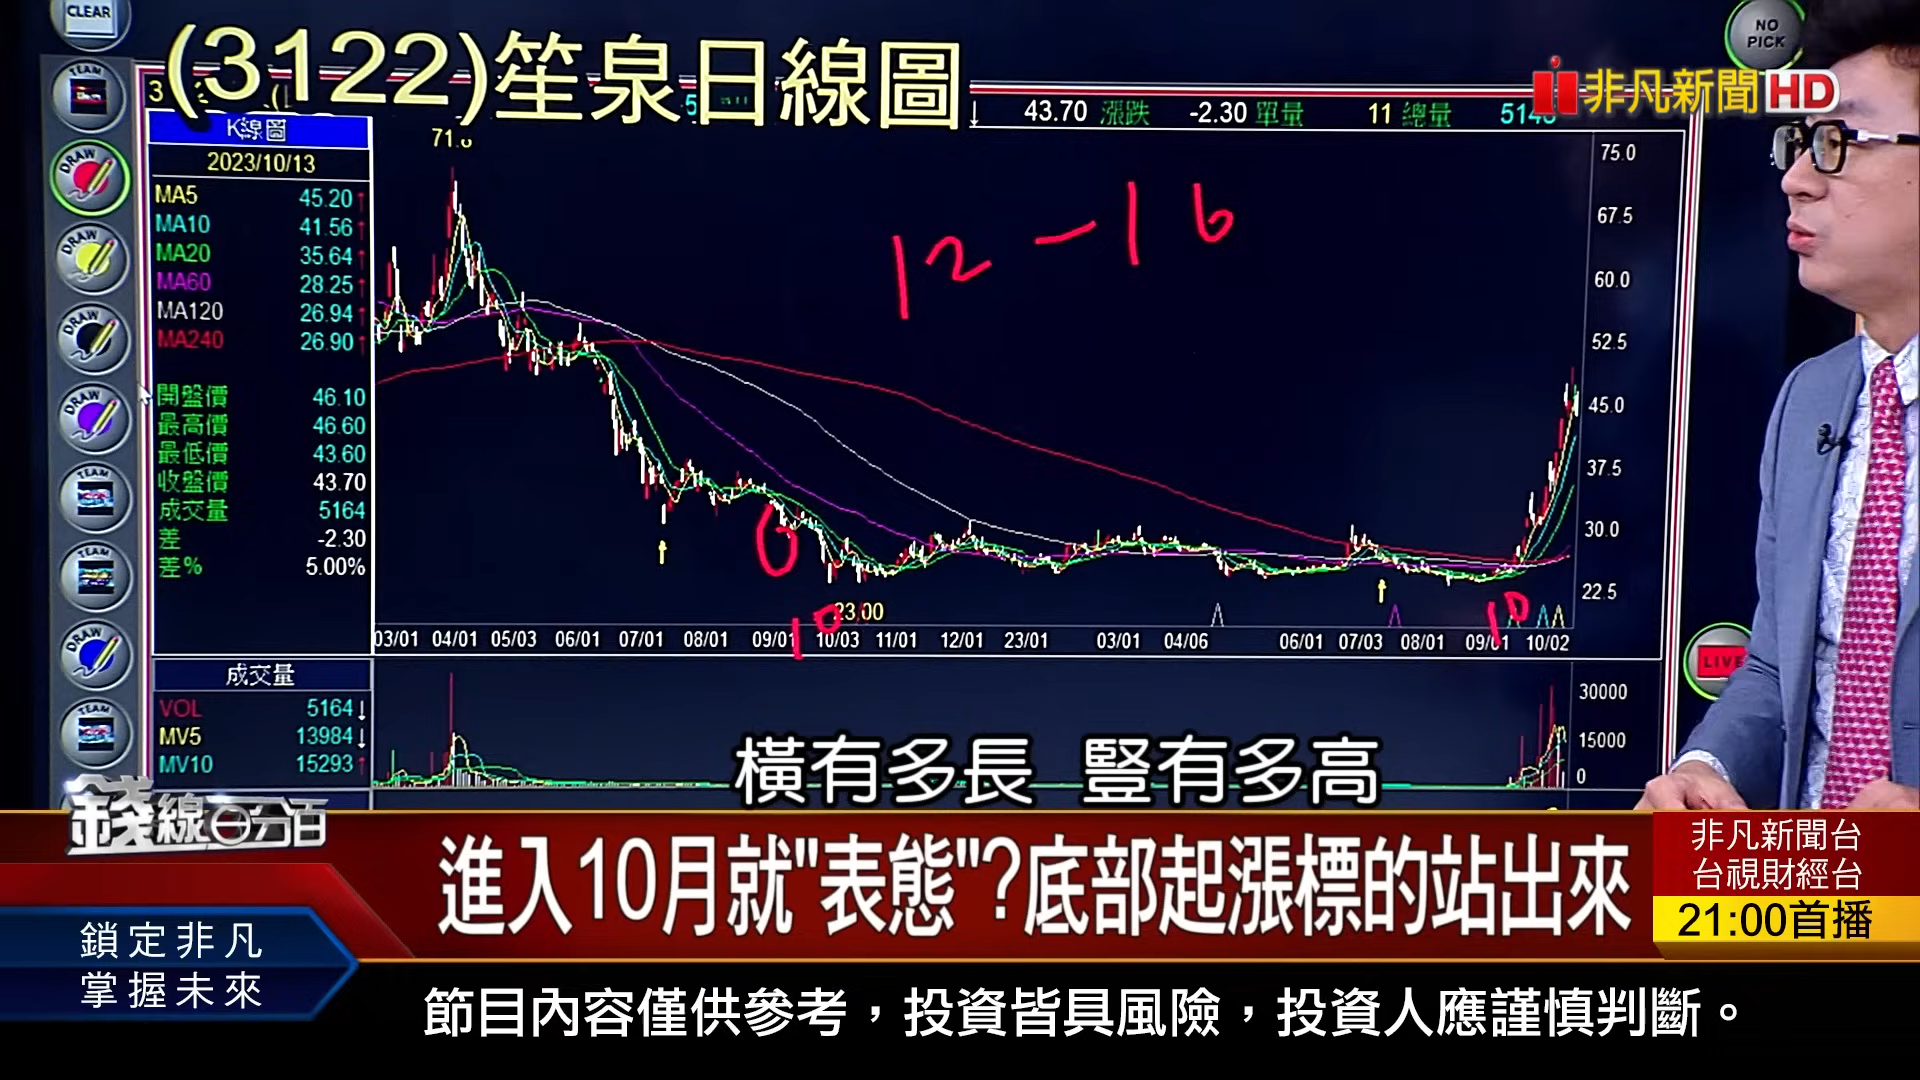 CLEAR
NO
PICK
(3122)笙泉日線圖
非凡新聞HD
43.70 漲跌 -2.30 單量 11 總量
K線圖
2023/10/13
MA5 45.20↑
MA10 41.56↑
MA20 35.64↑
MA60 28.25↑
MA120 26.94↑
MA240 26.90↑
開盤價 46.10
最高價 46.60
最低價 43.60
收盤價 43.70
成交量 5164
差 -2.30
差% 5.00%
TEAM
DRAW
DRAW
DRAW
DRAW
TEAM
TEAM
DRAW
TEAM
12-16
75.0
67.5
60.0
52.5
45.0
37.5
30.0
22.5
23.00
10
10
03/01 04/01 05/03 06/01 07/01 08/01 09/01 10/03 11/01 12/01 23/01 03/01 04/06 06/01 07/03 08/01 09/01 10/02
LIVE
成交量
VOL 5164↓
MV5 13984↓
MV10 15293↑
30000
15000
0
橫有多長 豎有多高
錢線百分百
進入10月就"表態"?底部起漲標的站出來
非凡新聞台
台視財經台
21:00首播
鎖定非凡
掌握未來
節目內容僅供參考，投資皆具風險，投資人應謹慎判斷。